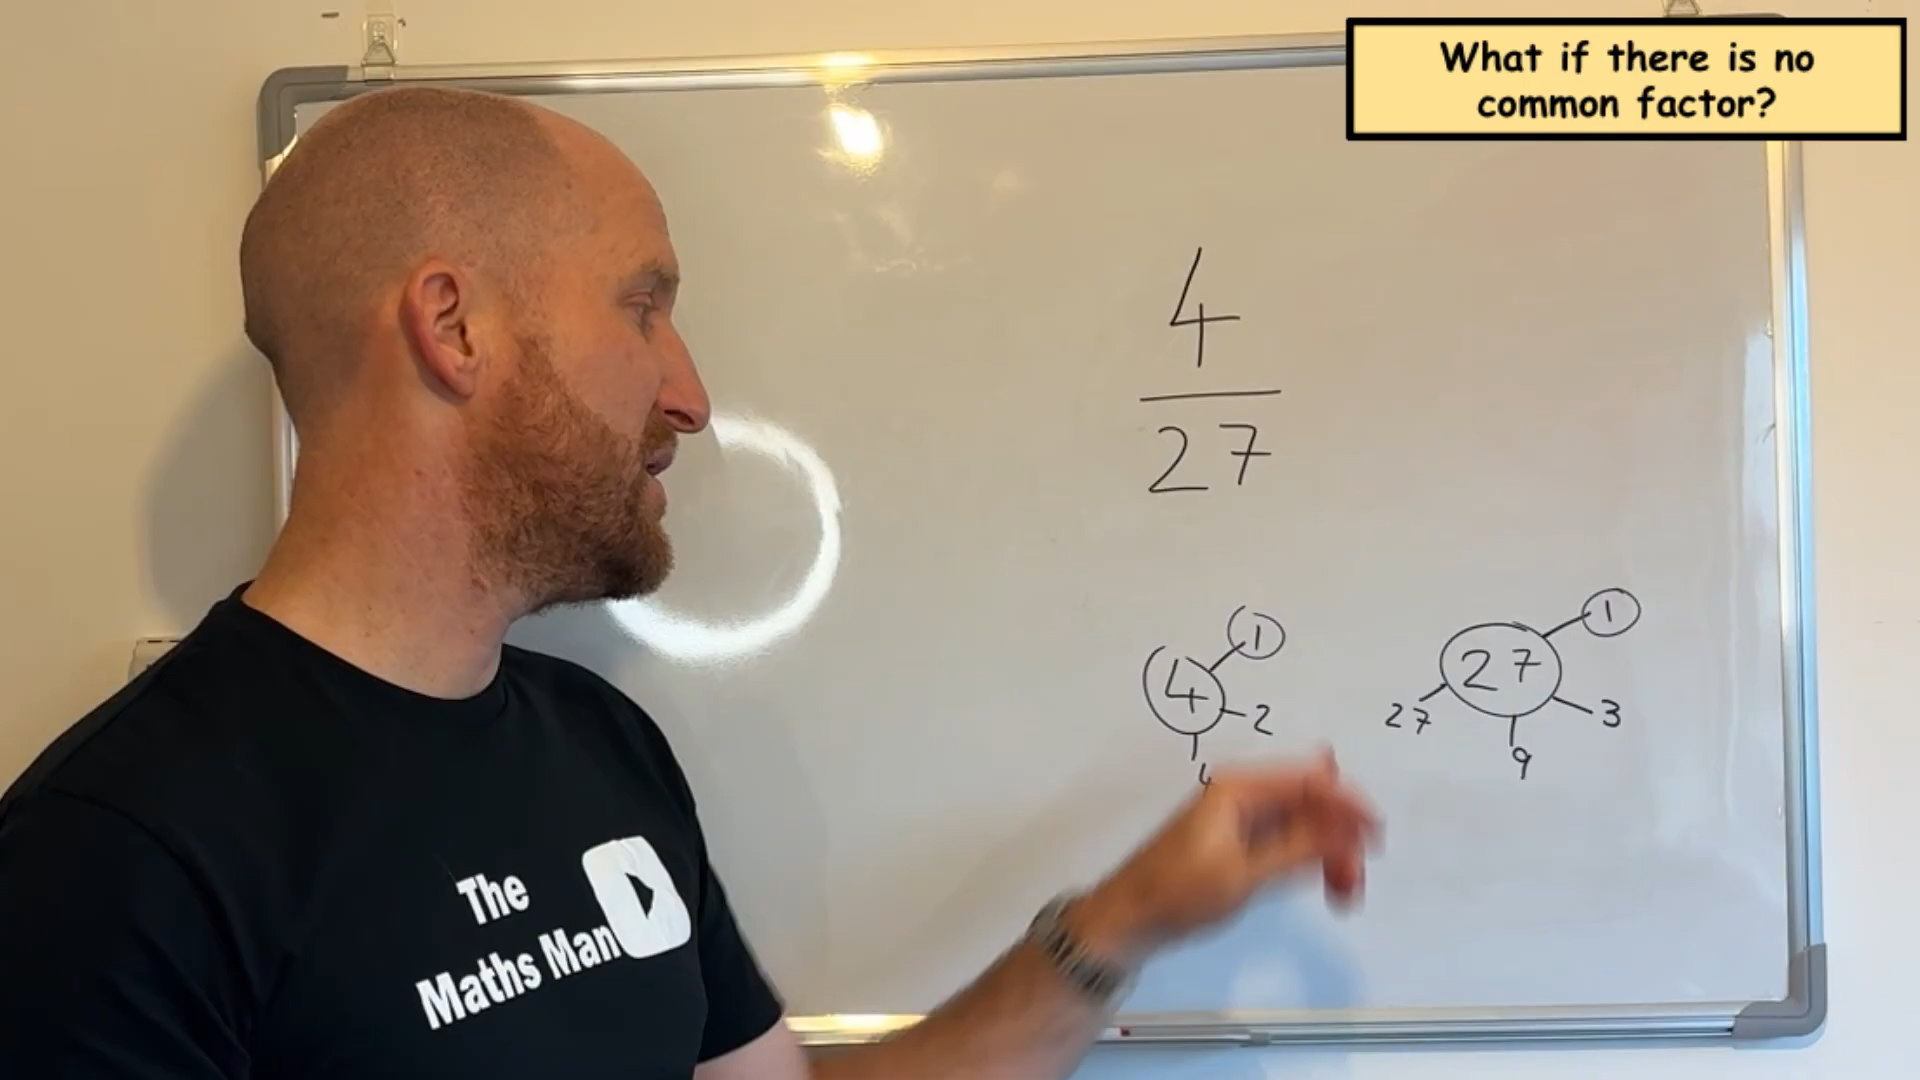 What if there is no
common factor?
4
27
4
1
2
4
27
1
3
9
27
The
Maths Man